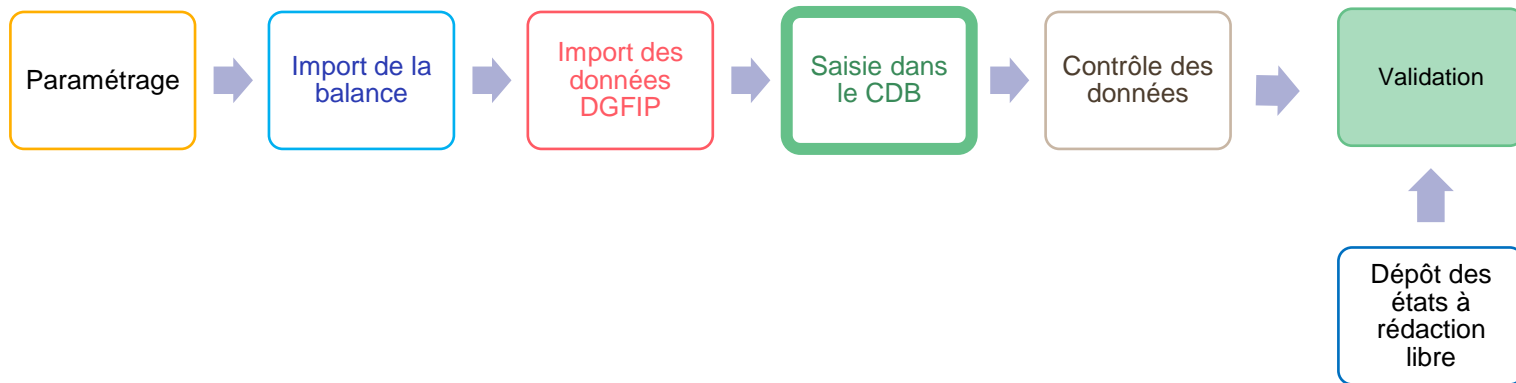 Paramétrage
Import de la
balance
Import des
données
DGFIP
Saisie dans
le CDB
Contrôle des
données
Validation
Dépôt des
états à
rédaction
libre